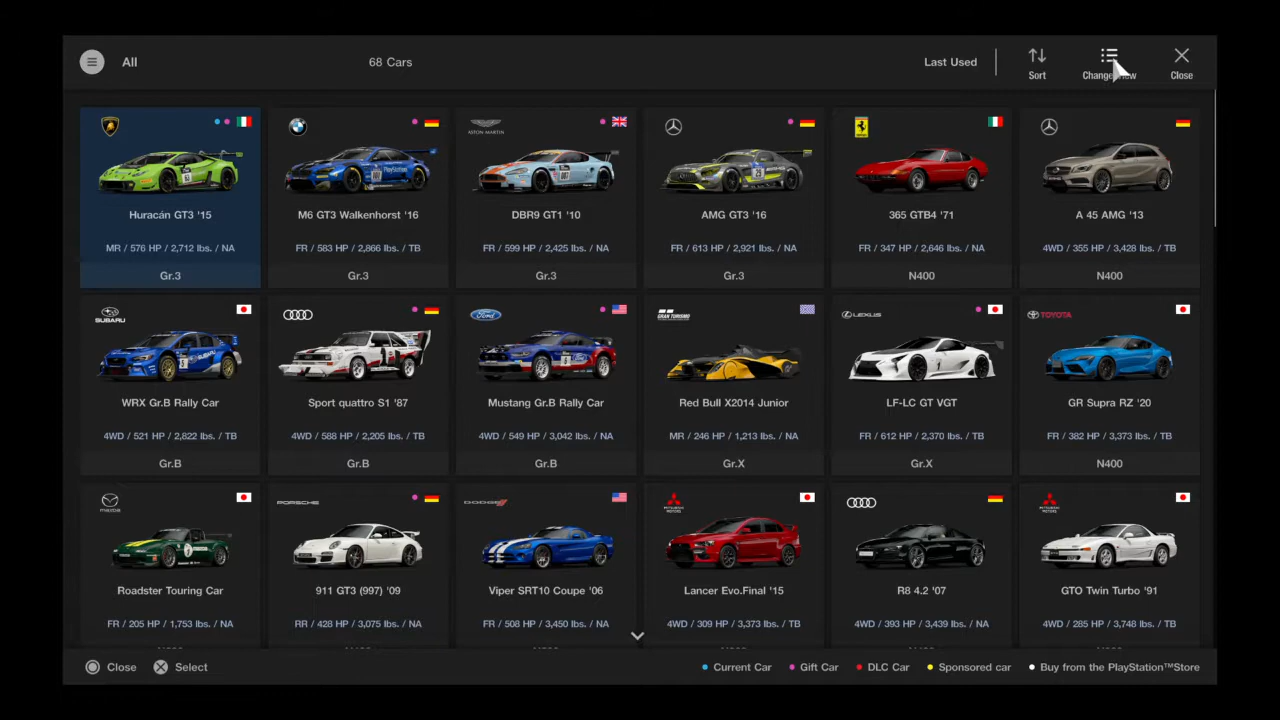 All
68 Cars
Last Used
Sort
Close
Huracán GT3 '15
MR / 576 HP / 2,712 lbs. / NA
Gr.3
M6 GT3 Walkenhorst '16
FR / 583 HP / 2,866 lbs. / TB
Gr.3
ASTON MARTIN
DBR9 GT1 '10
FR / 599 HP / 2,425 lbs. / NA
Gr.3
AMG GT3 '16
FR / 613 HP / 2,921 lbs. / NA
Gr.3
365 GTB4 '71
FR / 347 HP / 2,646 lbs. / NA
N400
A 45 AMG '13
4WD / 355 HP / 3,428 lbs. / TB
N400
SUBARU
WRX Gr.B Rally Car
4WD / 521 HP / 2,822 lbs. / TB
Gr.B
Sport quattro S1 '87
4WD / 588 HP / 2,205 lbs. / TB
Gr.B
Ford
Mustang Gr.B Rally Car
4WD / 549 HP / 3,042 lbs. / NA
Gr.B
GRAN TURISMO
Red Bull X2014 Junior
MR / 246 HP / 1,213 lbs. / NA
Gr.X
LEXUS
LF-LC GT VGT
FR / 612 HP / 2,370 lbs. / TB
Gr.X
TOYOTA
GR Supra RZ '20
FR / 382 HP / 3,373 lbs. / TB
N400
mazda
Roadster Touring Car
FR / 205 HP / 1,753 lbs. / NA
PORSCHE
911 GT3 (997) '09
RR / 428 HP / 3,075 lbs. / NA
DODGE
Viper SRT10 Coupe '06
FR / 508 HP / 3,450 lbs. / NA
MITSUBISHI
MOTORS
Lancer Evo.Final '15
4WD / 309 HP / 3,373 lbs. / TB
R8 4.2 '07
4WD / 393 HP / 3,439 lbs. / NA
MITSUBISHI
MOTORS
GTO Twin Turbo '91
4WD / 285 HP / 3,748 lbs. / TB
Close
Select
Current Car
Gift Car
DLC Car
Sponsored car
Buy from the PlayStation™Store